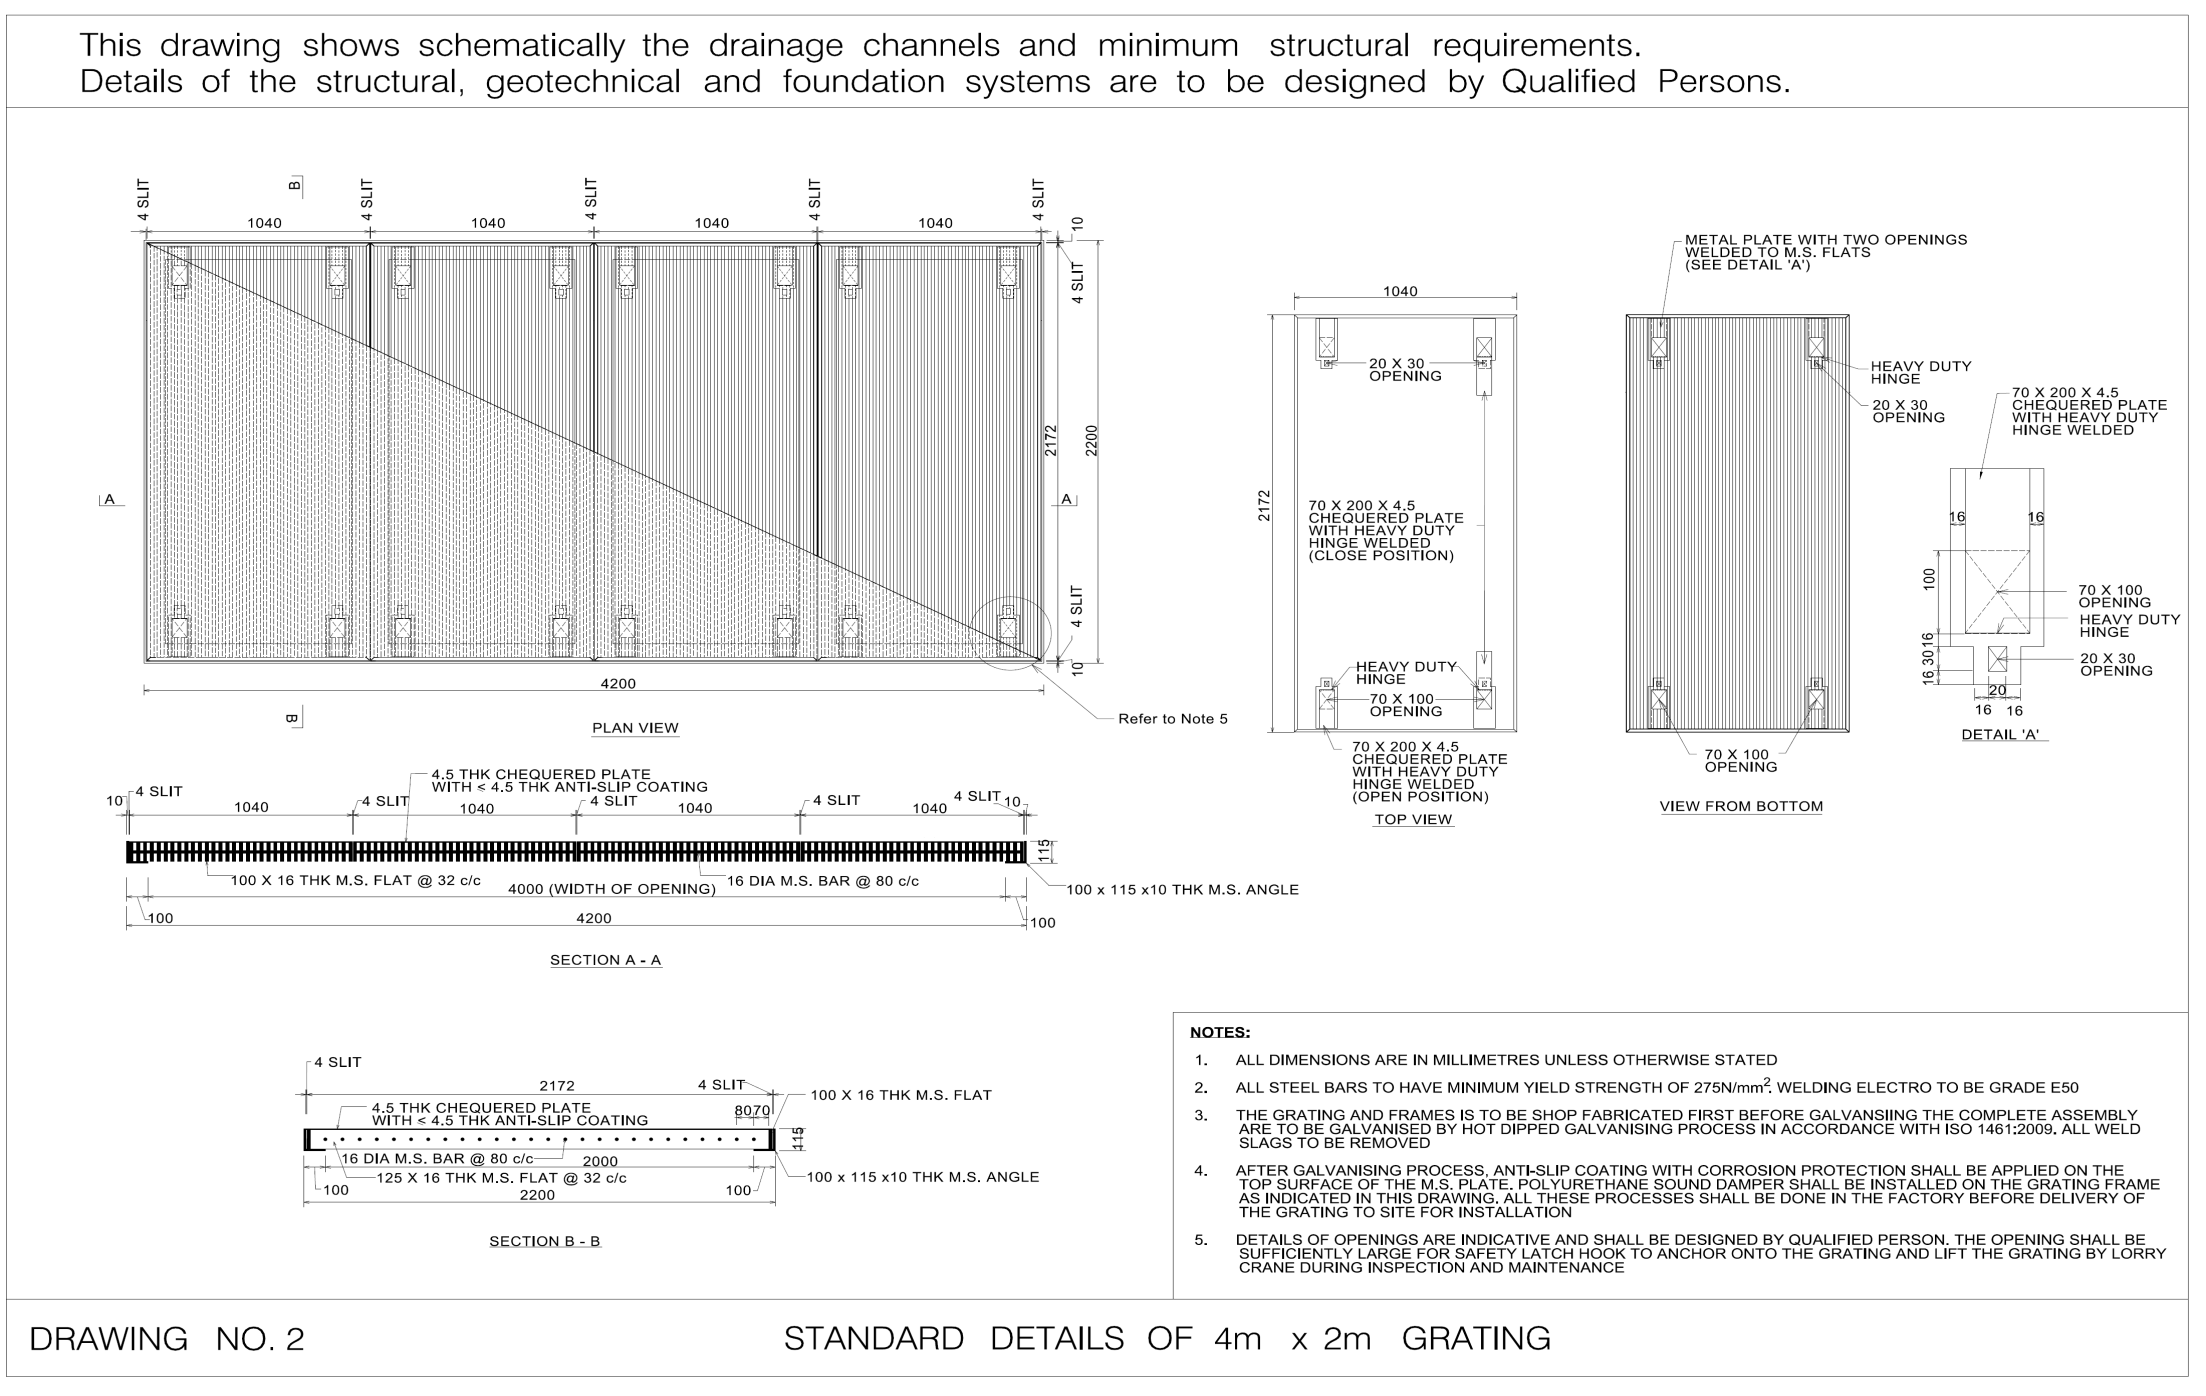 This drawing shows schematically the drainage channels and minimum structural requirements.
Details of the structural, geotechnical and foundation systems are to be designed by Qualified Persons.
4 SLIT
B
4 SLIT
4 SLIT
4 SLIT
4 SLIT
1040
1040
1040
1040
10
4 SLIT
2172
2200
A
A
4 SLIT
10
4200
B
PLAN VIEW
Refer to Note 5
1040
2172
20 X 30
OPENING
70 X 200 X 4.5
CHEQUERED PLATE
WITH HEAVY DUTY
HINGE WELDED
(CLOSE POSITION)
HEAVY DUTY
HINGE
70 X 100
OPENING
70 X 200 X 4.5
CHEQUERED PLATE
WITH HEAVY DUTY
HINGE WELDED
(OPEN POSITION)
TOP VIEW
METAL PLATE WITH TWO OPENINGS
WELDED TO M.S. FLATS
(SEE DETAIL 'A')
HEAVY DUTY
HINGE
20 X 30
OPENING
70 X 100
OPENING
VIEW FROM BOTTOM
70 X 200 X 4.5
CHEQUERED PLATE
WITH HEAVY DUTY
HINGE WELDED
16
16
100
70 X 100
OPENING
HEAVY DUTY
HINGE
16
30
16
20 X 30
OPENING
20
16
16
DETAIL 'A'
4.5 THK CHEQUERED PLATE
WITH ≤ 4.5 THK ANTI-SLIP COATING
10
4 SLIT
1040
4 SLIT
1040
4 SLIT
1040
4 SLIT
1040
4 SLIT
10
115
100 X 16 THK M.S. FLAT @ 32 c/c
4000 (WIDTH OF OPENING)
16 DIA M.S. BAR @ 80 c/c
100 x 115 x10 THK M.S. ANGLE
100
4200
100
SECTION A - A
4 SLIT
2172
4 SLIT
100 X 16 THK M.S. FLAT
4.5 THK CHEQUERED PLATE
WITH ≤ 4.5 THK ANTI-SLIP COATING
80
70
115
16 DIA M.S. BAR @ 80 c/c
2000
125 X 16 THK M.S. FLAT @ 32 c/c
100 x 115 x10 THK M.S. ANGLE
100
2200
100
SECTION B - B
NOTES:
1. ALL DIMENSIONS ARE IN MILLIMETRES UNLESS OTHERWISE STATED
2. ALL STEEL BARS TO HAVE MINIMUM YIELD STRENGTH OF 275N/mm². WELDING ELECTRO TO BE GRADE E50
3. THE GRATING AND FRAMES IS TO BE SHOP FABRICATED FIRST BEFORE GALVANSIING THE COMPLETE ASSEMBLY
ARE TO BE GALVANISED BY HOT DIPPED GALVANISING PROCESS IN ACCORDANCE WITH ISO 1461:2009. ALL WELD
SLAGS TO BE REMOVED
4. AFTER GALVANISING PROCESS, ANTI-SLIP COATING WITH CORROSION PROTECTION SHALL BE APPLIED ON THE
TOP SURFACE OF THE M.S. PLATE. POLYURETHANE SOUND DAMPER SHALL BE INSTALLED ON THE GRATING FRAME
AS INDICATED IN THIS DRAWING. ALL THESE PROCESSES SHALL BE DONE IN THE FACTORY BEFORE DELIVERY OF
THE GRATING TO SITE FOR INSTALLATION
5. DETAILS OF OPENINGS ARE INDICATIVE AND SHALL BE DESIGNED BY QUALIFIED PERSON. THE OPENING SHALL BE
SUFFICIENTLY LARGE FOR SAFETY LATCH HOOK TO ANCHOR ONTO THE GRATING AND LIFT THE GRATING BY LORRY
CRANE DURING INSPECTION AND MAINTENANCE
DRAWING NO. 2
STANDARD DETAILS OF 4m x 2m GRATING